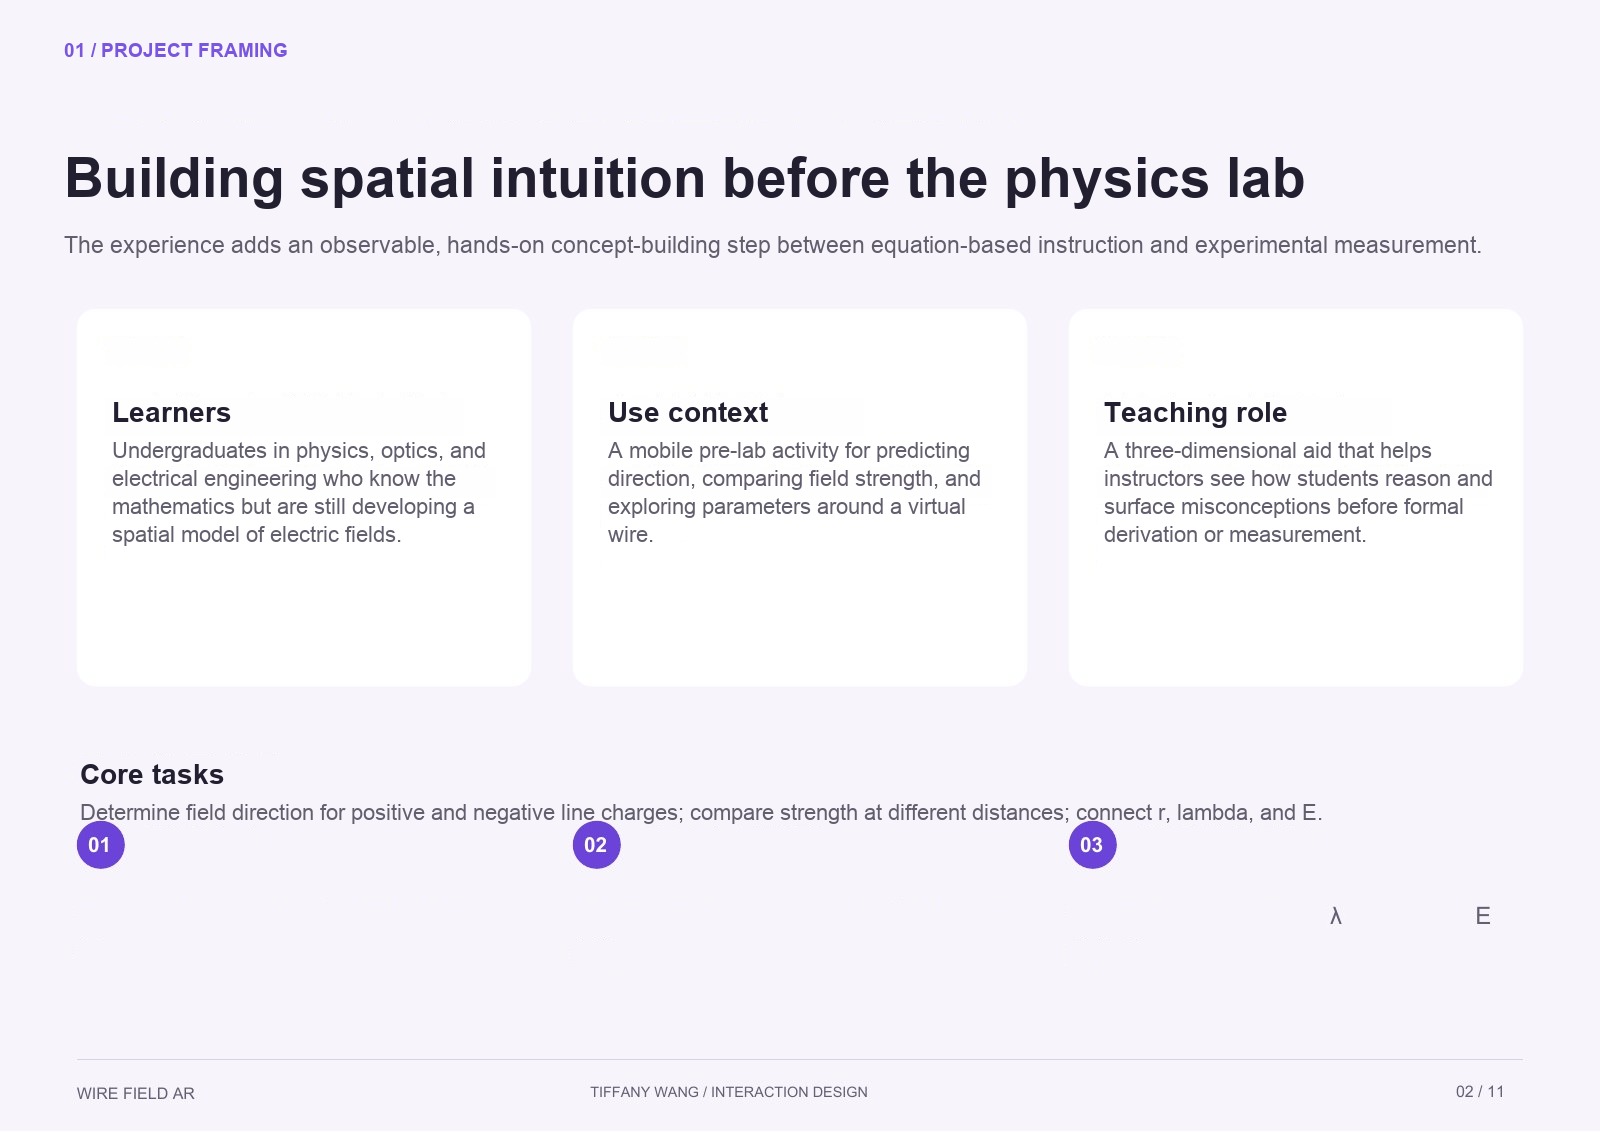 01 / PROJECT FRAMING
Building spatial intuition before the physics lab
The experience adds an observable, hands-on concept-building step between equation-based instruction and experimental measurement.
Learners
Undergraduates in physics, optics, and
electrical engineering who know the
mathematics but are still developing a
spatial model of electric fields.
Use context
A mobile pre-lab activity for predicting
direction, comparing field strength, and
exploring parameters around a virtual
wire.
Teaching role
A three-dimensional aid that helps
instructors see how students reason and
surface misconceptions before formal
derivation or measurement.
Core tasks
Determine field direction for positive and negative line charges; compare strength at different distances; connect r, lambda, and E.
01
02
03
λ E
WIRE FIELD AR
TIFFANY WANG / INTERACTION DESIGN
02 / 11